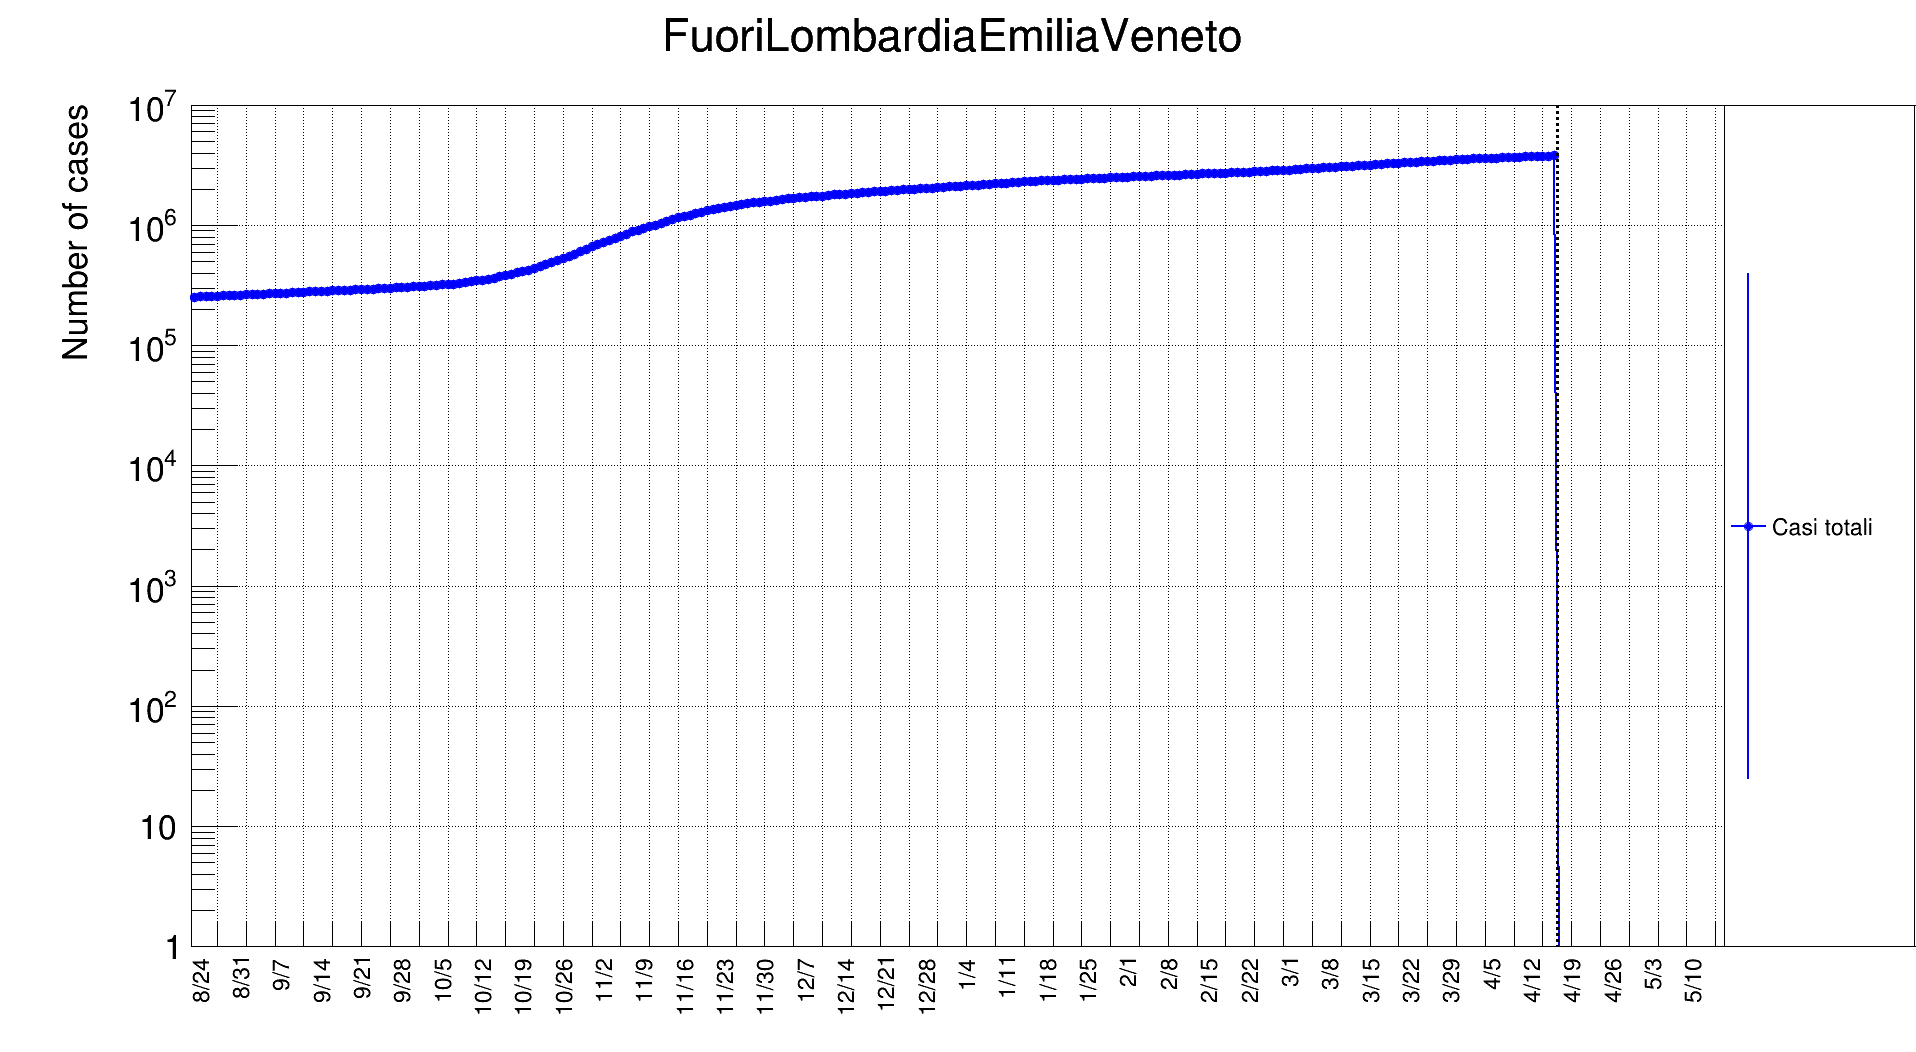 FuoriLombardiaEmiliaVeneto
Number of cases
10^7
10^6
10^5
10^4
10^3
10^2
10
1
8/24 8/31 9/7 9/14 9/21 9/28 10/5 10/12 10/19 10/26 11/2 11/9 11/16 11/23 11/30 12/7 12/14 12/21 12/28 1/4 1/11 1/18 1/25 2/1 2/8 2/15 2/22 3/1 3/8 3/15 3/22 3/29 4/5 4/12 4/19 4/26 5/3 5/10
Casi totali